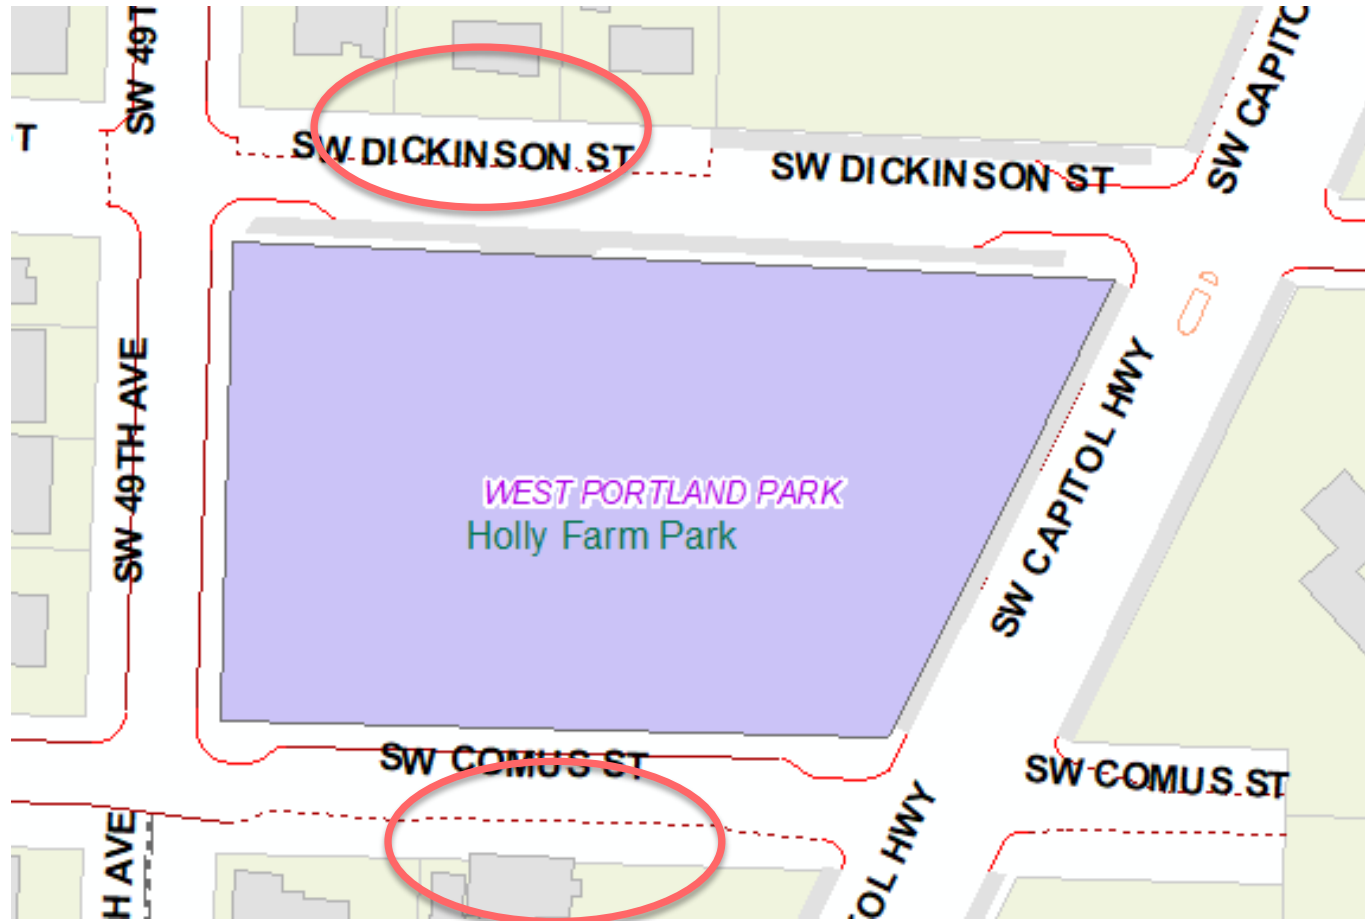 SW 49T
SW CAPITO
T
SW DICKINSON ST
SW DICKINSON ST
SW 49TH AVE
SW CAPITOL HWY
WEST PORTLAND PARK
Holly Farm Park
SW COMUS ST
SW COMUS ST
H AVE
OL HWY